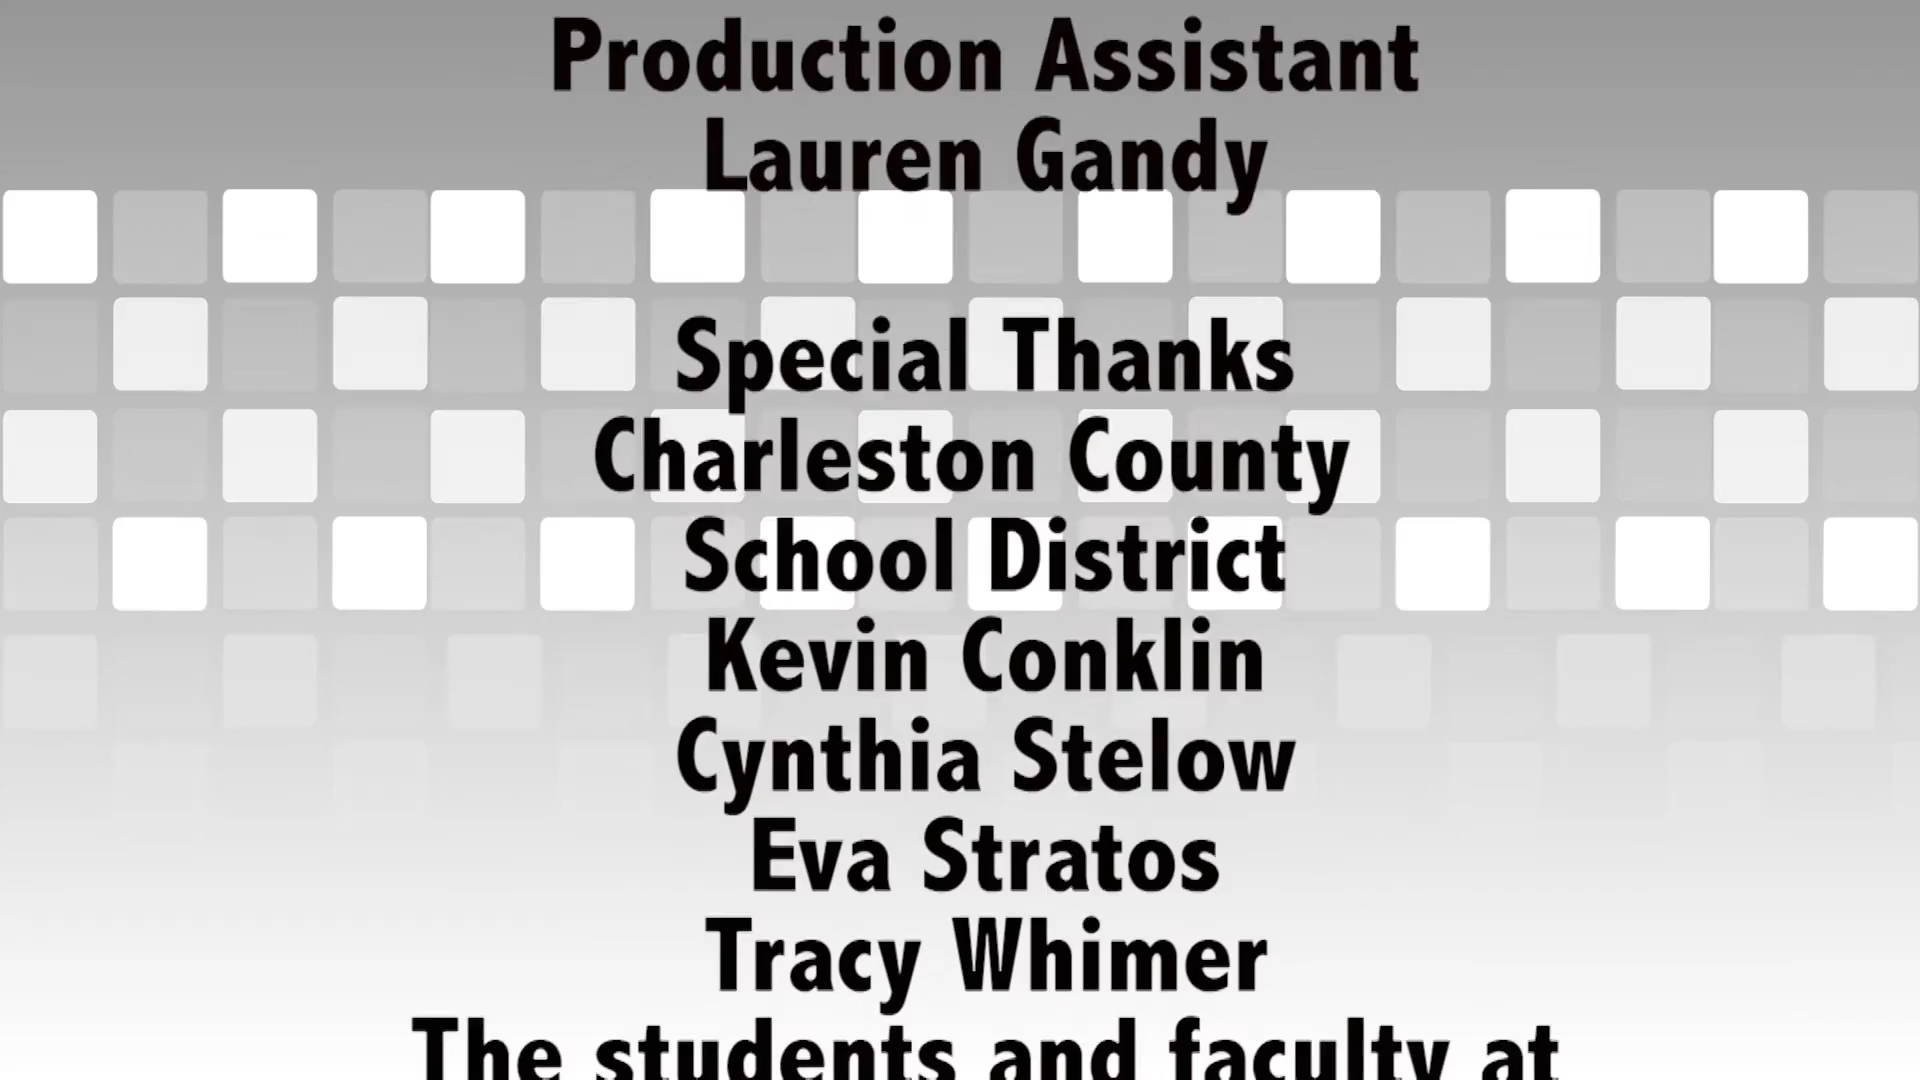 Production Assistant
Lauren Gandy
Special Thanks
Charleston County
School District
Kevin Conklin
Cynthia Stelow
Eva Stratos
Tracy Whimer
The students and faculty at